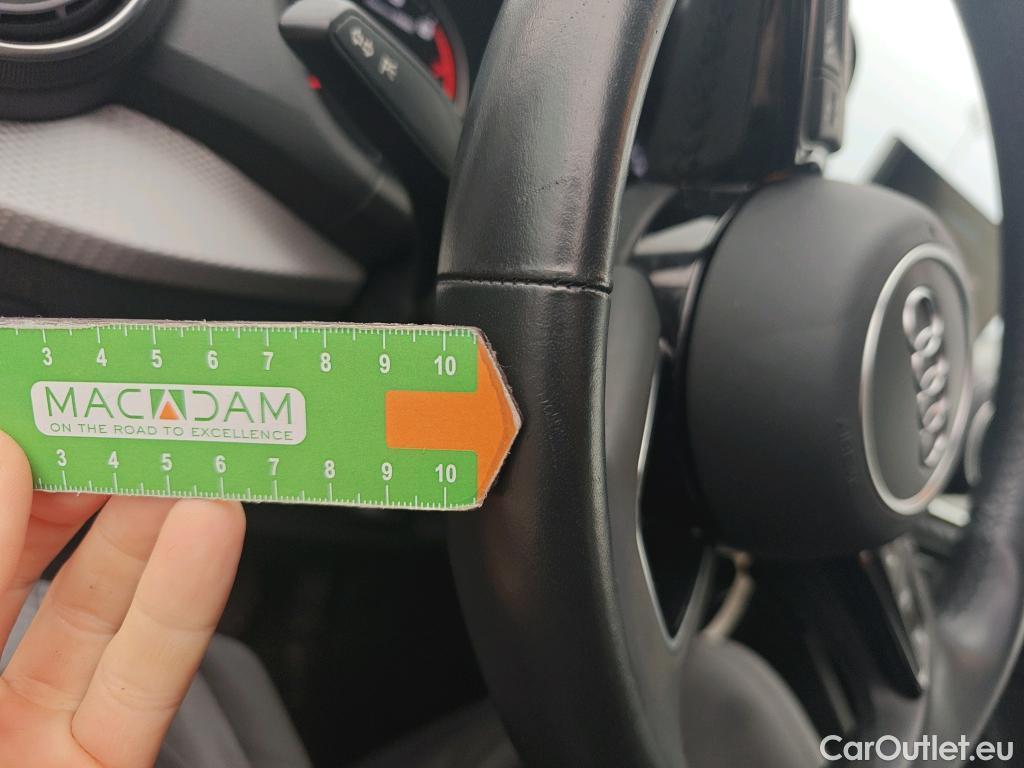 3 4 5 6 7 8 9 10
MACADAM
ON THE ROAD TO EXCELLENCE
3 4 5 6 7 8 9 10
CarOutlet.eu